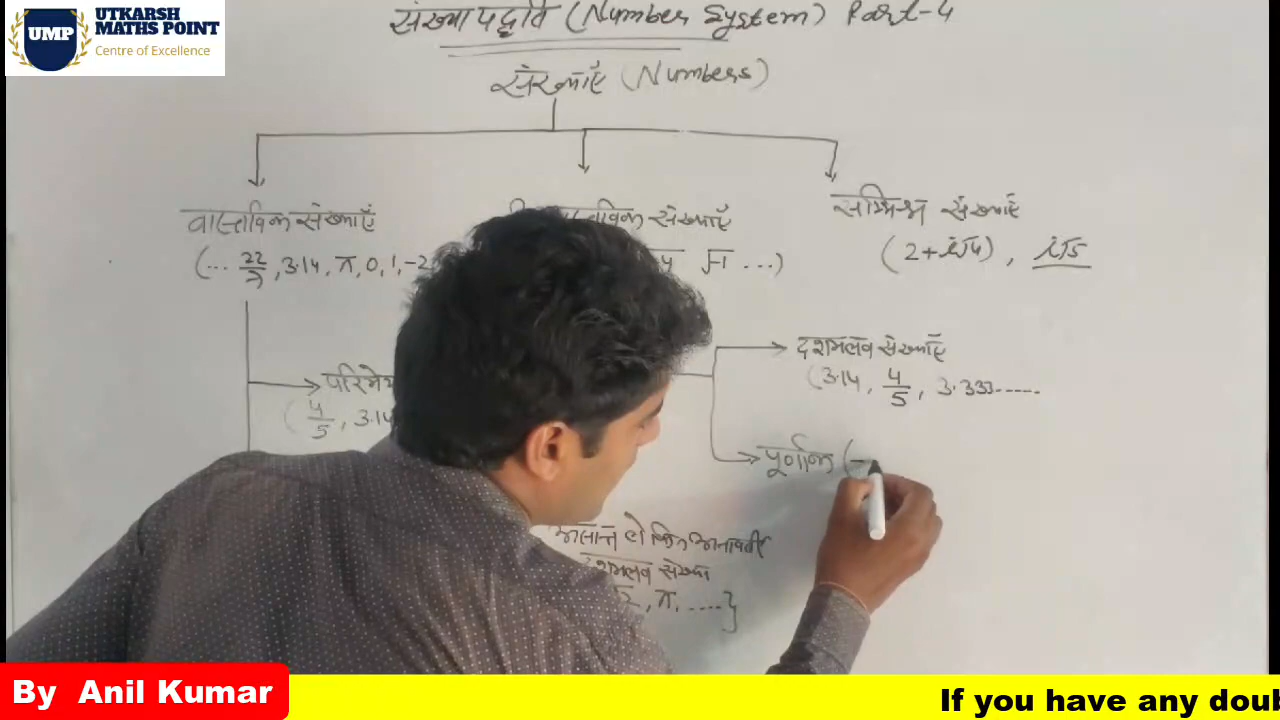 UTKARSH
MATHS POINT
Centre of Excellence
UMP
संख्या पद्धति (Number System) Part-4
संख्याएँ (Numbers)
वास्तविक संख्याएँ
संख्याएँ
सम्मिश्र संख्याएँ
(... 22/7, 3.14, π, 0, 1, -2
√-1 ...)
(2+i√4), i√5
दशमलव संख्याएँ
(3.14, 4/5, 3.333-----
परिमेय
(4/5, 3.14
पूर्णांक (-
दशमलव संख्या
π, ....}
By Anil Kumar
If you have any doub